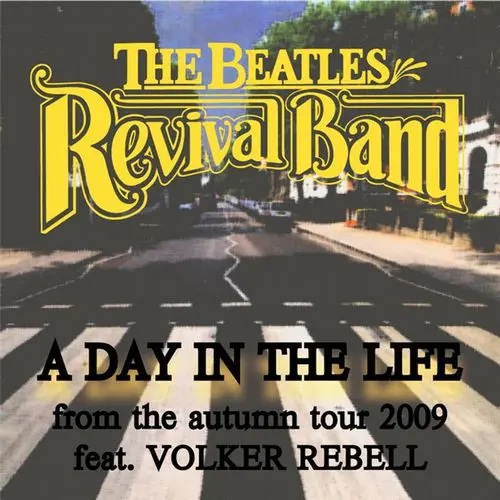 THE BEATLES
Revival Band
A DAY IN THE LIFE
from the autumn tour 2009
feat. VOLKER REBELL